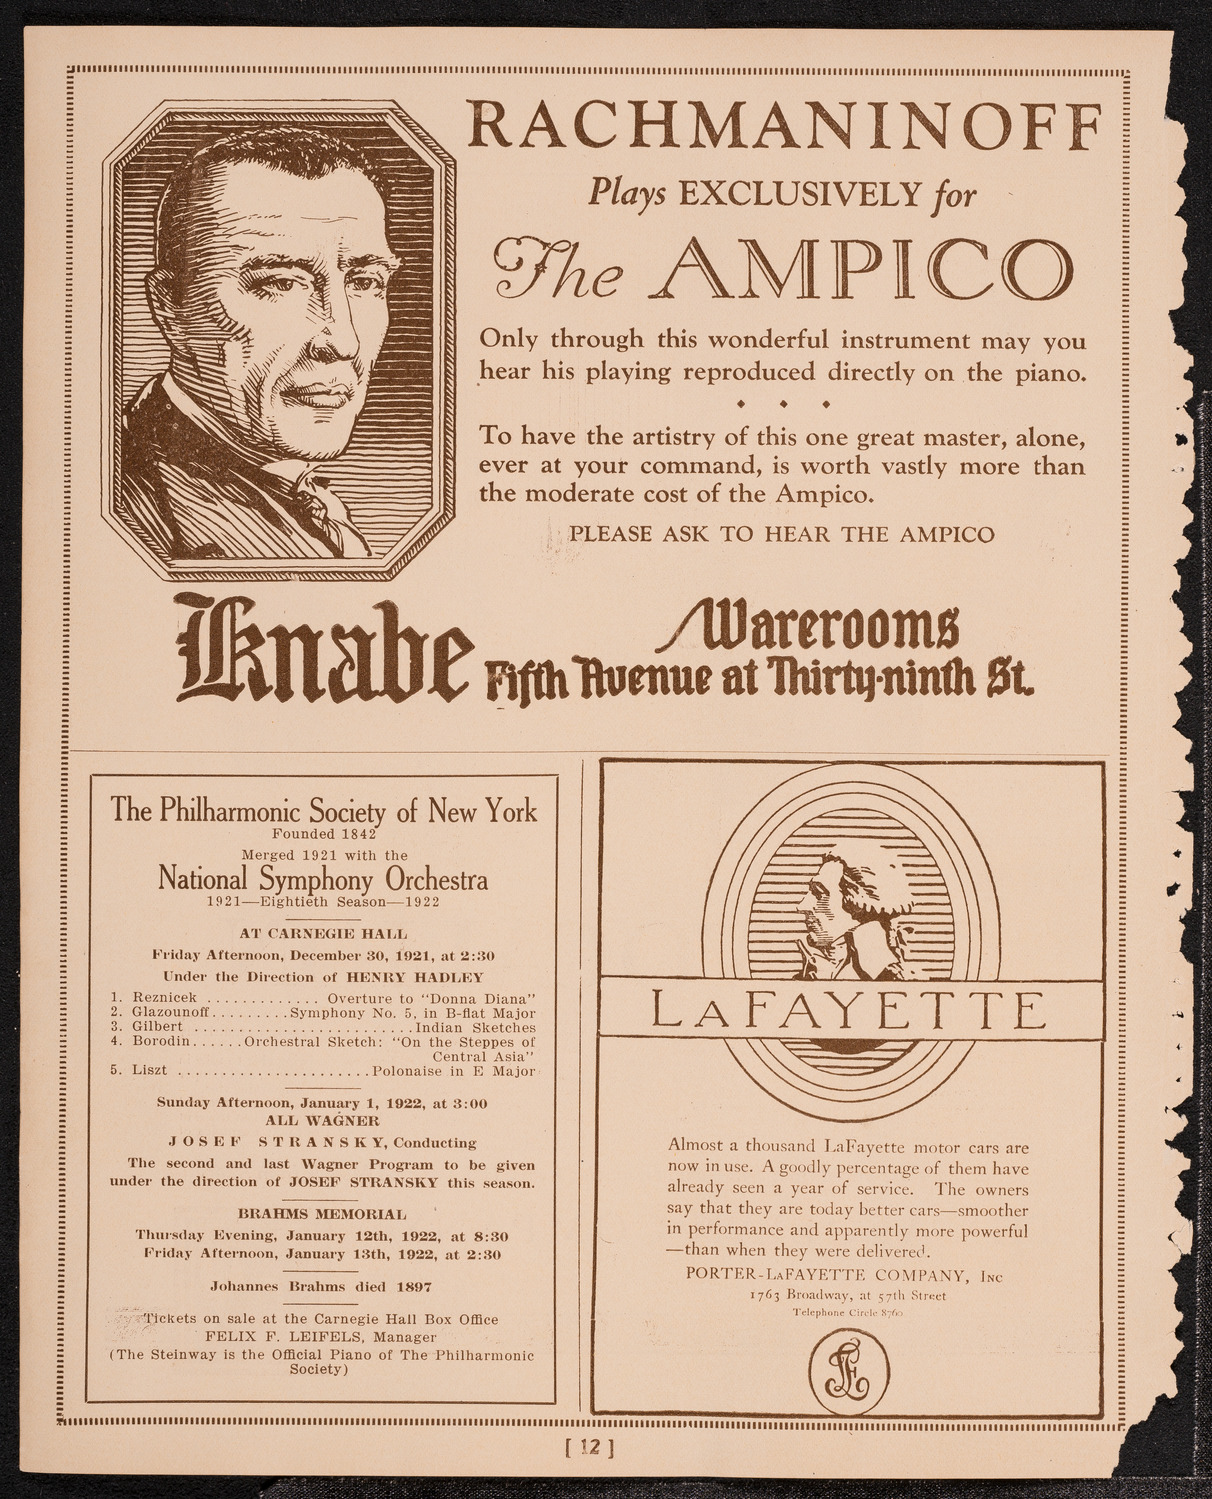 RACHMANINOFF
Plays EXCLUSIVELY for
The AMPICO
Only through this wonderful instrument may you
hear his playing reproduced directly on the piano.
To have the artistry of this one great master, alone,
ever at your command, is worth vastly more than
the moderate cost of the Ampico.
PLEASE ASK TO HEAR THE AMPICO
Knabe
Warerooms
Fifth Avenue at Thirty-ninth St.
The Philharmonic Society of New York
Founded 1842
Merged 1921 with the
National Symphony Orchestra
1921—Eightieth Season—1922
AT CARNEGIE HALL
Friday Afternoon, December 30, 1921, at 2:30
Under the Direction of HENRY HADLEY
1. Reznicek ............. Overture to "Donna Diana"
2. Glazounoff.........Symphony No. 5, in B-flat Major
3. Gilbert .........................Indian Sketches
4. Borodin......Orchestral Sketch: "On the Steppes of
Central Asia"
5. Liszt ......................Polonaise in E Major
Sunday Afternoon, January 1, 1922, at 3:00
ALL WAGNER
JOSEF STRANSKY, Conducting
The second and last Wagner Program to be given
under the direction of JOSEF STRANSKY this season.
BRAHMS MEMORIAL
Thursday Evening, January 12th, 1922, at 8:30
Friday Afternoon, January 13th, 1922, at 2:30
Johannes Brahms died 1897
Tickets on sale at the Carnegie Hall Box Office
FELIX F. LEIFELS, Manager
(The Steinway is the Official Piano of The Philharmonic
Society)
LAFAYETTE
Almost a thousand LaFayette motor cars are
now in use. A goodly percentage of them have
already seen a year of service. The owners
say that they are today better cars—smoother
in performance and apparently more powerful
—than when they were delivered.
PORTER-LAFAYETTE COMPANY, INC
1763 Broadway, at 57th Street
Telephone Circle 8760
[ 12 ]